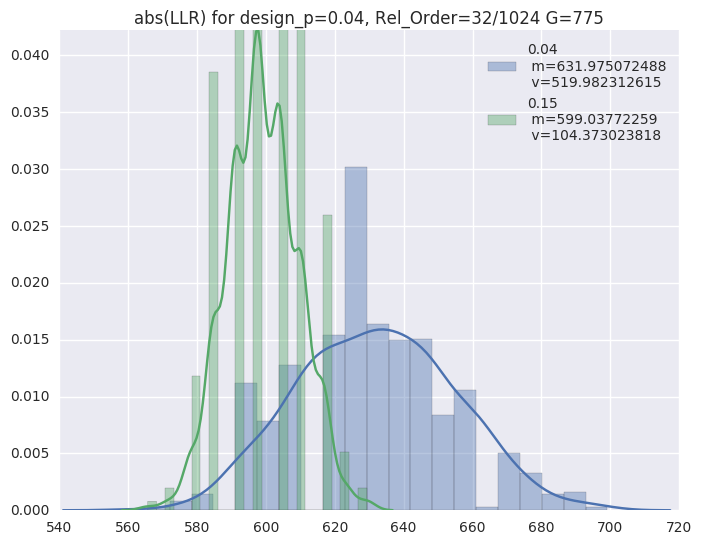 abs(LLR) for design_p=0.04, Rel_Order=32/1024 G=775
0.04
m=631.975072488
v=519.982312615
0.15
m=599.03772259
v=104.373023818
0.040
0.035
0.030
0.025
0.020
0.015
0.010
0.005
0.000
540 560 580 600 620 640 660 680 700 720